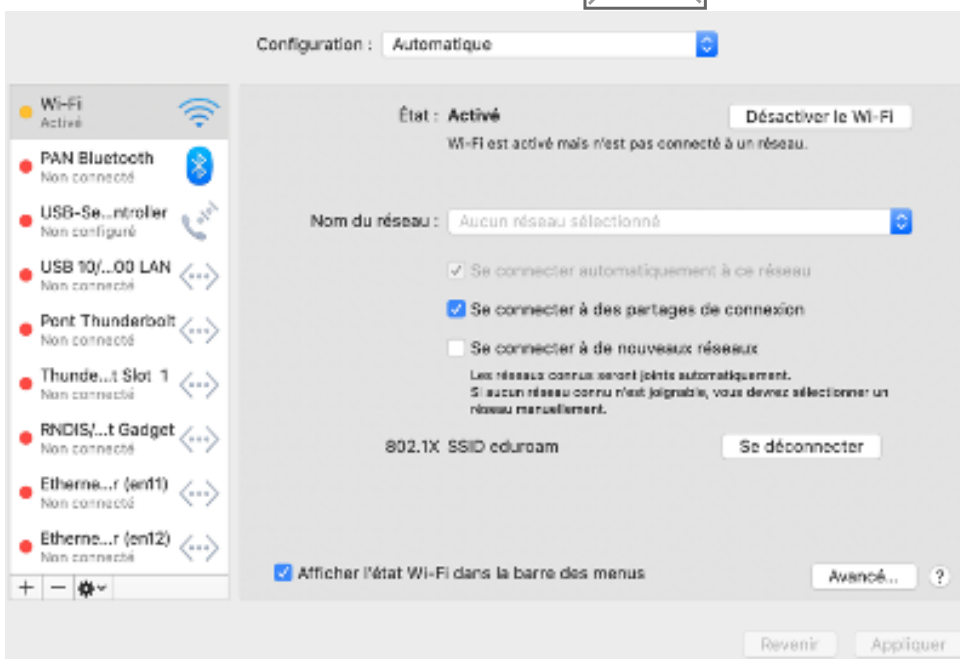 Configuration : Automatique
Wi-Fi
Activé
PAN Bluetooth
Non connecté
USB-Se...ntroller
Non configuré
USB 10/...00 LAN
Non connecté
Pont Thunderbolt
Non connecté
Thunde...t Slot 1
Non connecté
RNDIS/...t Gadget
Non connecté
Etherne...r (en11)
Non connecté
Etherne...r (en12)
Non connecté
État : Activé
Désactiver le Wi-Fi
Wi-Fi est activé mais n'est pas connecté à un réseau.
Nom du réseau : Aucun réseau sélectionné
Se connecter automatiquement à ce réseau
Se connecter à des partages de connexion
Se connecter à de nouveaux réseaux
Les réseaux connus seront joints automatiquement.
Si aucun réseau connu n'est joignable, vous devrez sélectionner un
réseau manuellement.
802.1X SSID eduroam
Se déconnecter
Afficher l'état Wi-Fi dans la barre des menus
Avancé... ?
Revenir Appliquer